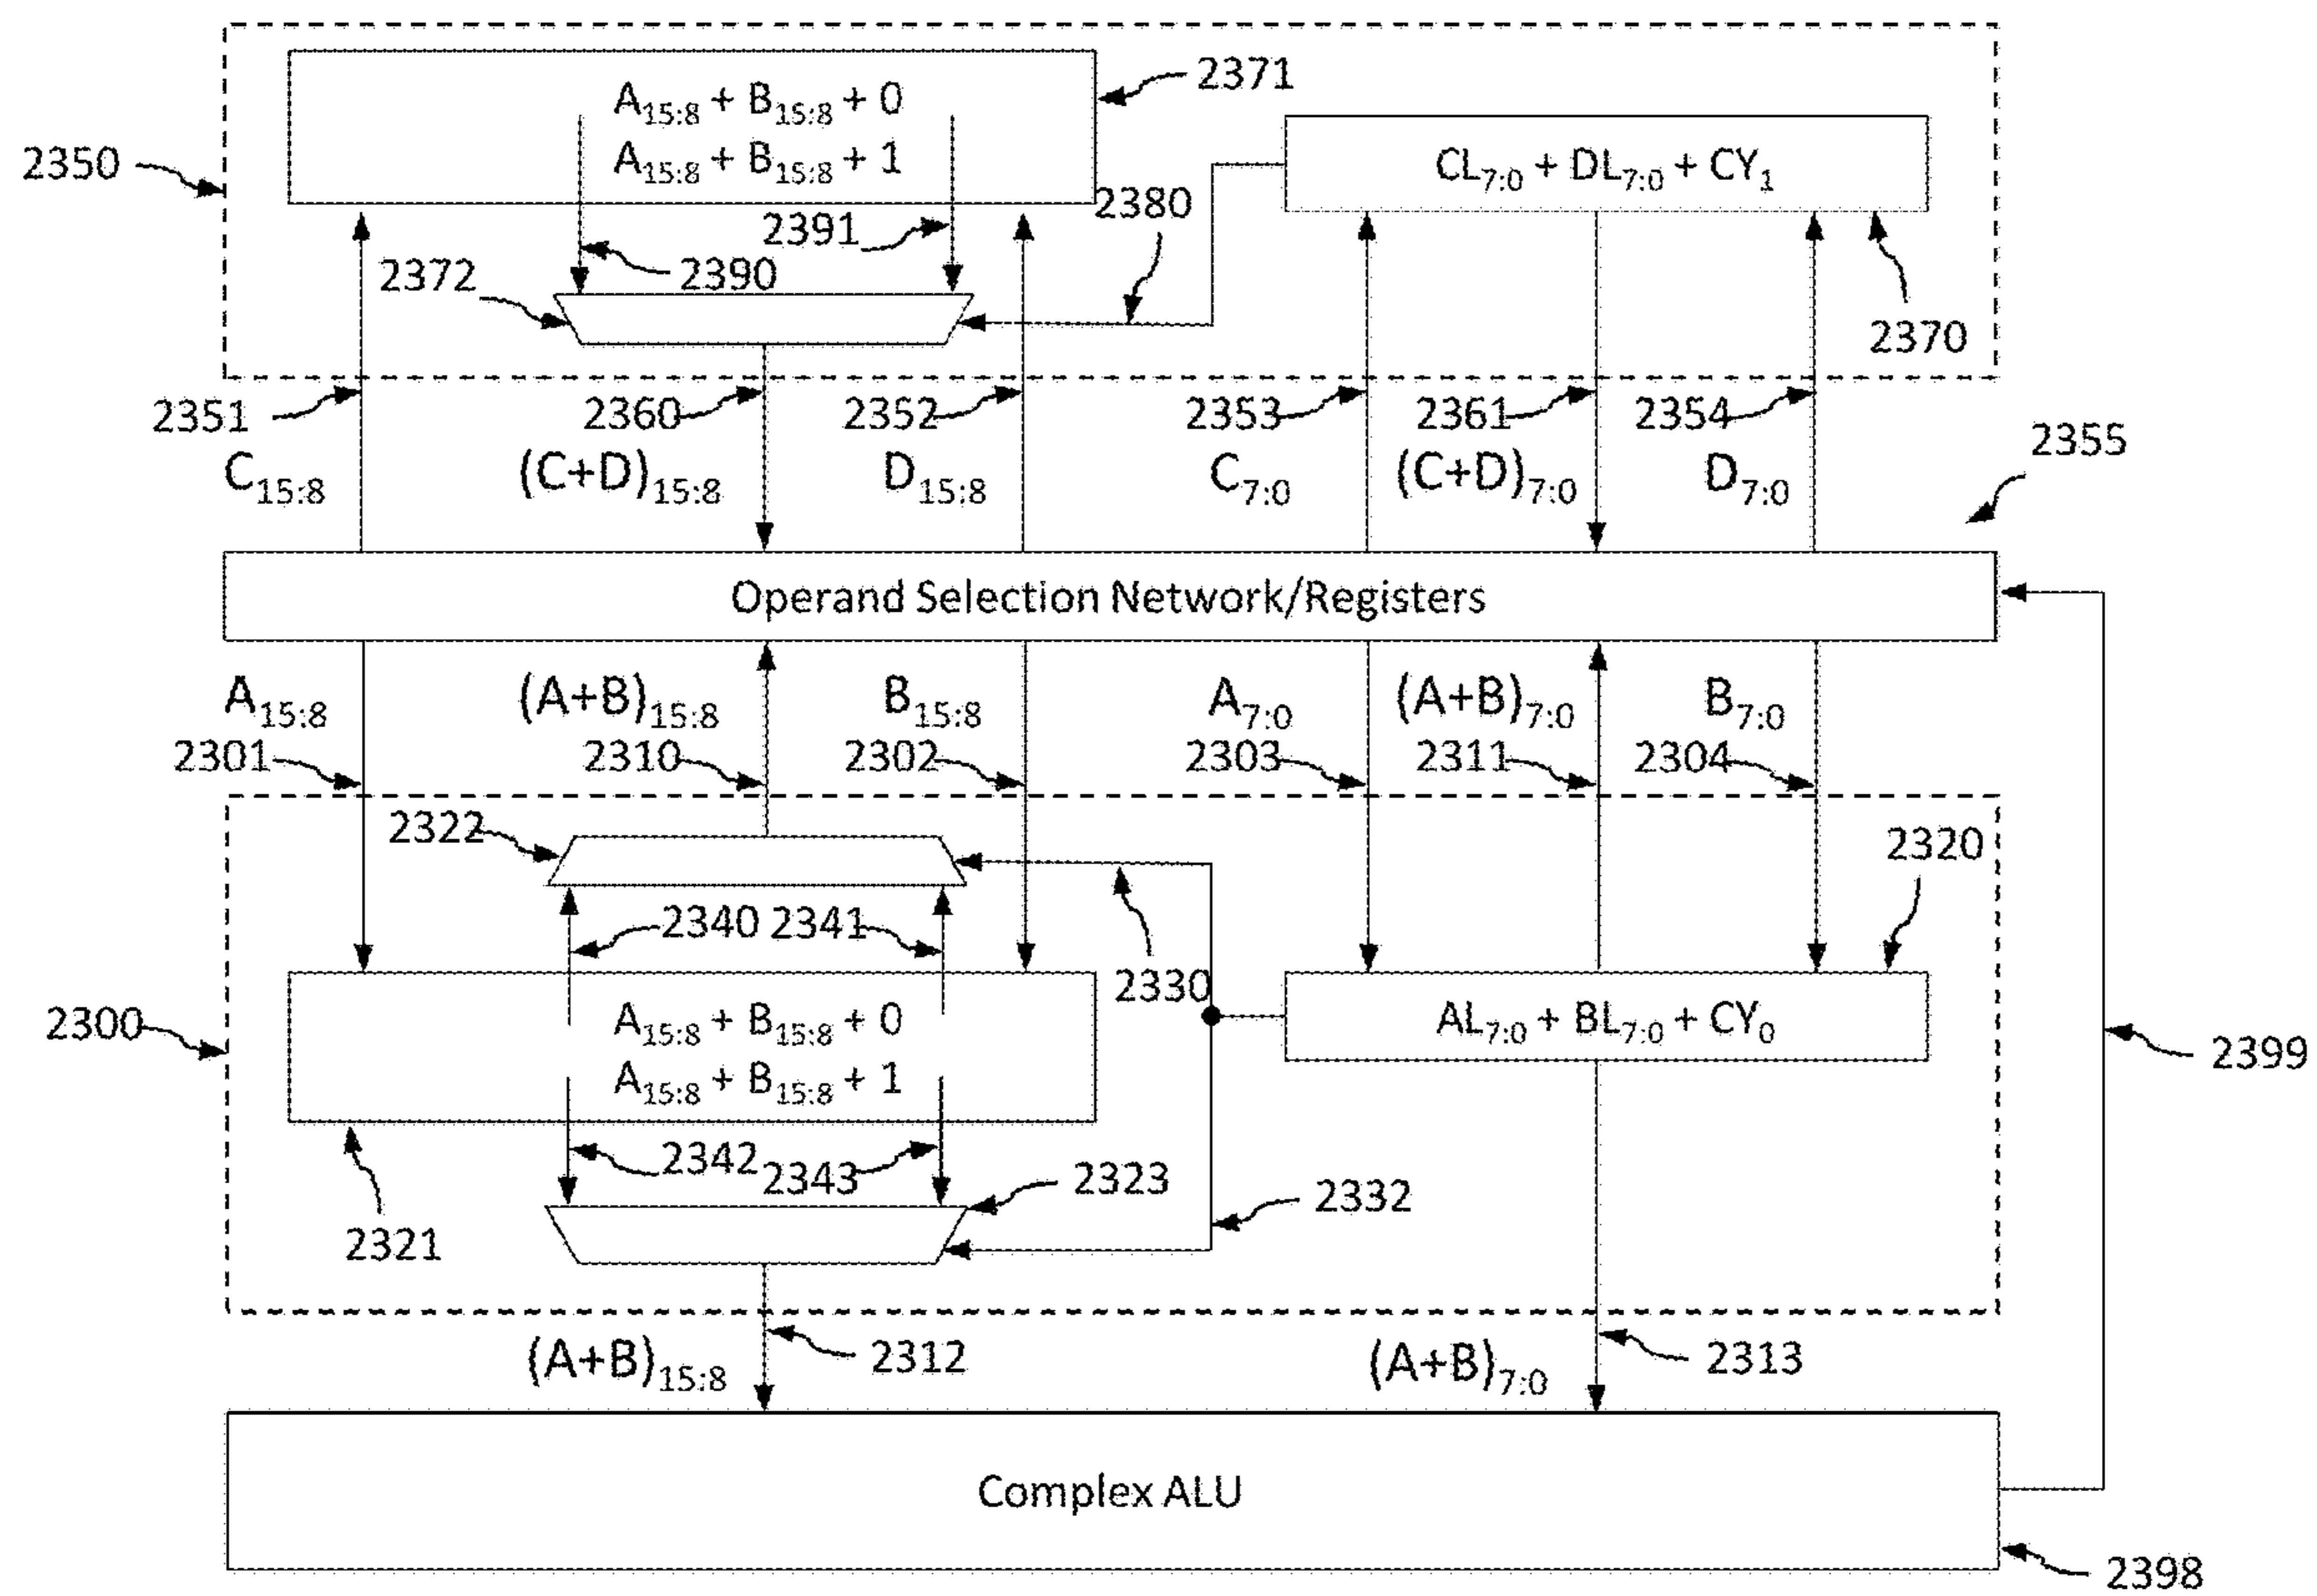 A15:8 + B15:8 + 0
A15:8 + B15:8 + 1
2371
2350
CL7:0 + DL7:0 + CY1
2380
2391
2390
2372
2370
2351
2360
2352
2353
2361
2354
2355
C15:8
(C+D)15:8
D15:8
C7:0
(C+D)7:0
D7:0
Operand Selection Network/Registers
A15:8
(A+B)15:8
B15:8
A7:0
(A+B)7:0
B7:0
2301
2310
2302
2303
2311
2304
2322
2320
2340
2341
2330
2300
A15:8 + B15:8 + 0
A15:8 + B15:8 + 1
AL7:0 + BL7:0 + CY0
2399
2342
2343
2323
2332
2321
(A+B)15:8
2312
(A+B)7:0
2313
Complex ALU
2398